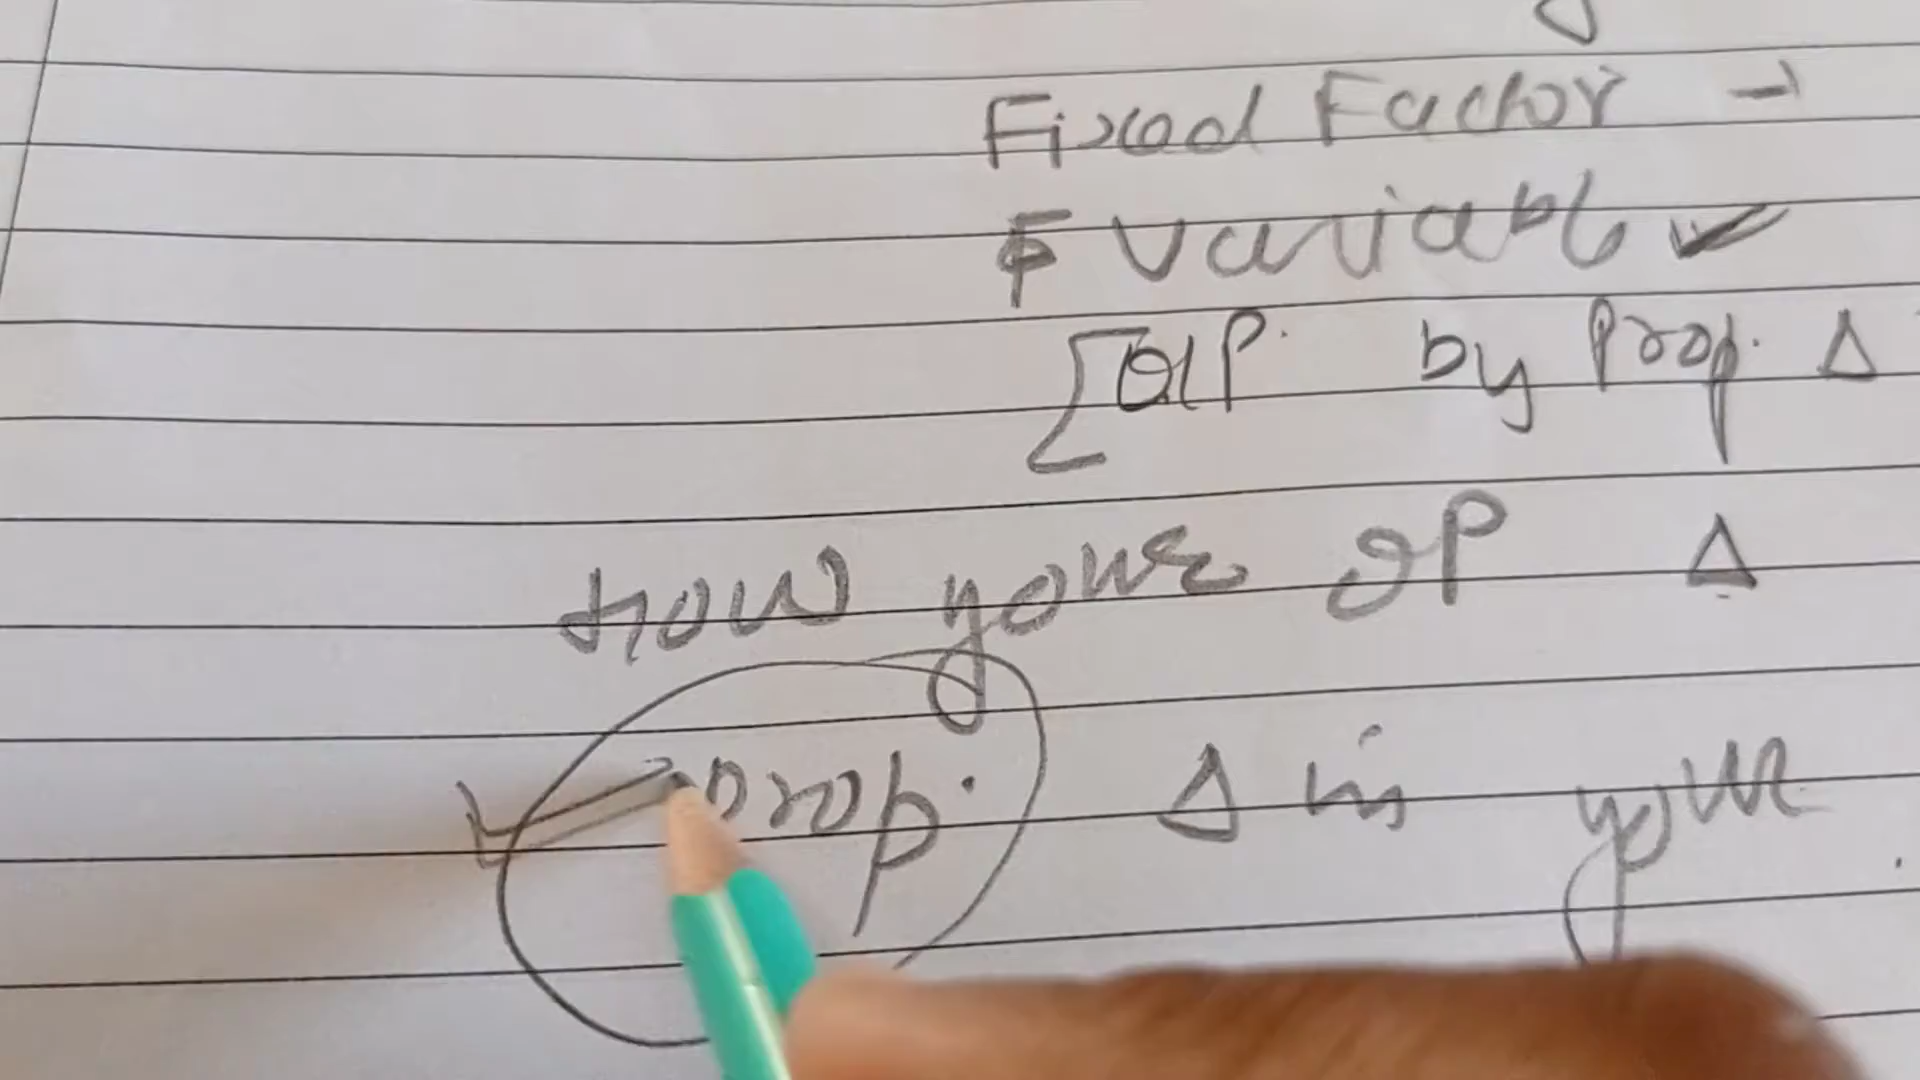 Fixed Factor →
F Variable ✓
by Prop. Δ
how your OP Δ
Prop. Δ in your